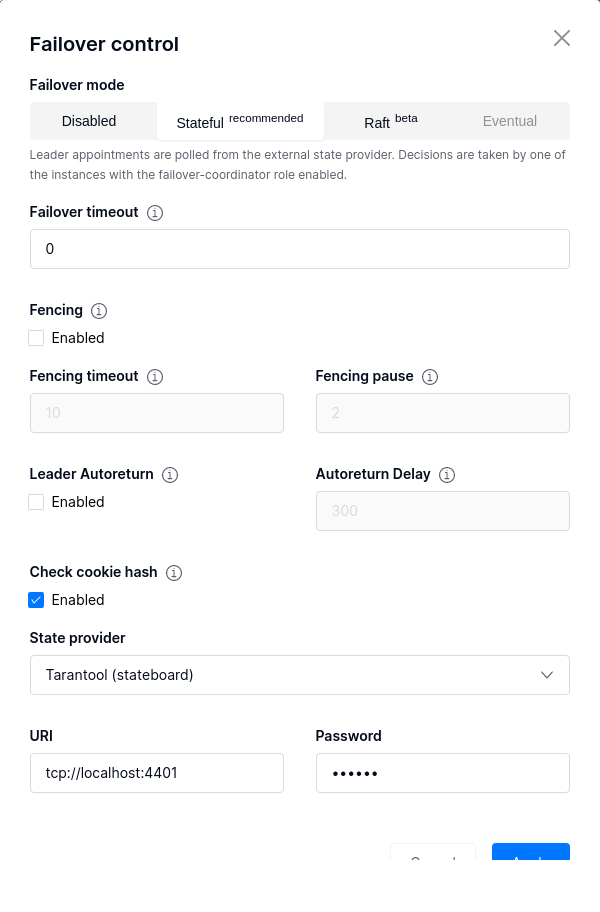 Failover control
Failover mode
Disabled
Stateful recommended
Raft beta
Eventual
Leader appointments are polled from the external state provider. Decisions are taken by one of
the instances with the failover-coordinator role enabled.
Failover timeout
0
Fencing
Enabled
Fencing timeout
Fencing pause
10
2
Leader Autoreturn
Autoreturn Delay
Enabled
300
Check cookie hash
Enabled
State provider
Tarantool (stateboard)
URI
Password
tcp://localhost:4401
••••••